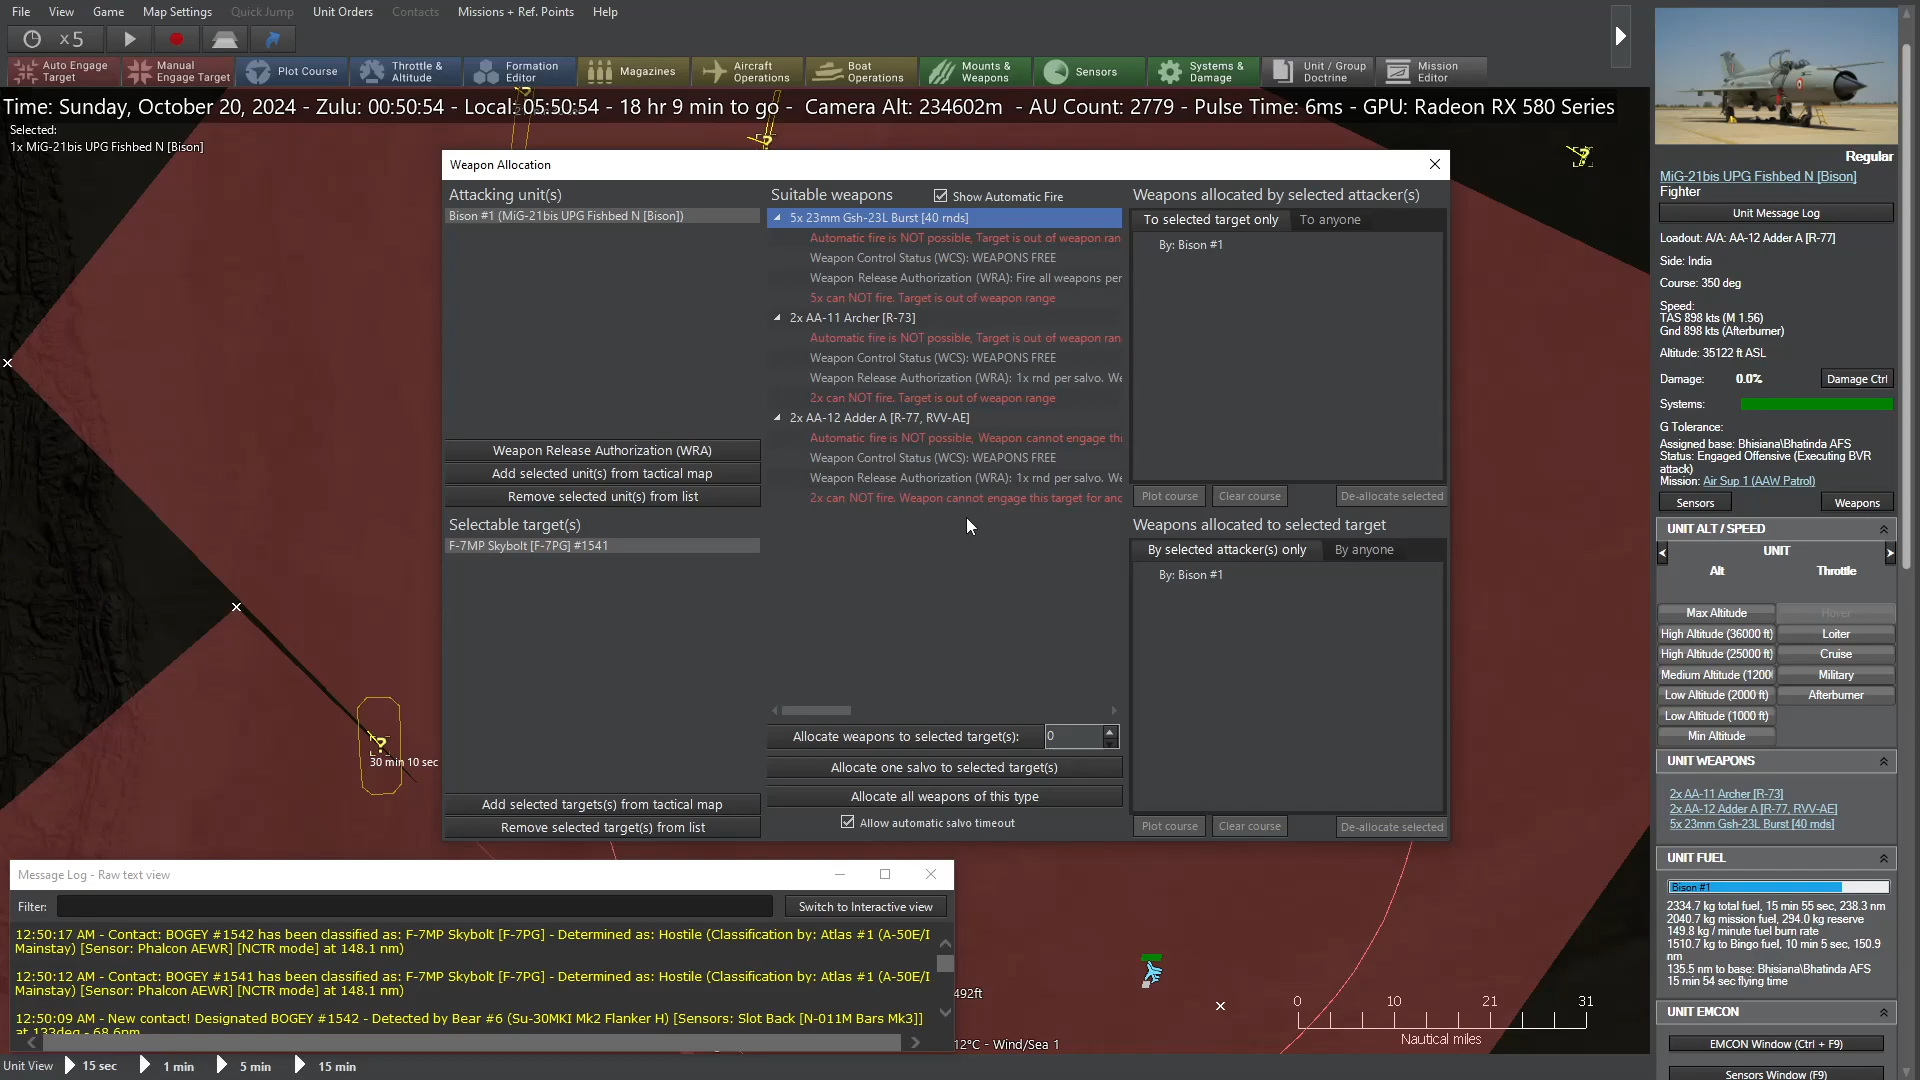 File View Game Map Settings Quick Jump Unit Orders Contacts Missions + Ref. Points Help
x5
Auto Engage Target
Manual Engage Target
Plot Course
Throttle & Altitude
Formation Editor
Magazines
Aircraft Operations
Boat Operations
Mounts & Weapons
Sensors
Systems & Damage
Unit / Group Doctrine
Mission Editor
Time: Sunday, October 20, 2024 - Zulu: 00:50:54 - Local: 05:50:54 - 18 hr 9 min to go - Camera Alt: 234602m - AU Count: 2779 - Pulse Time: 6ms - GPU: Radeon RX 580 Series
Selected:
1x MiG-21bis UPG Fishbed N [Bison]
Weapon Allocation
Attacking unit(s)
Bison #1 (MiG-21bis UPG Fishbed N [Bison])
Weapon Release Authorization (WRA)
Add selected unit(s) from tactical map
Remove selected unit(s) from list
Selectable target(s)
F-7MP Skybolt [F-7PG] #1541
Add selected targets(s) from tactical map
Remove selected target(s) from list
Suitable weapons
Show Automatic Fire
5x 23mm Gsh-23L Burst [40 rnds]
Automatic fire is NOT possible, Target is out of weapon ran
Weapon Control Status (WCS): WEAPONS FREE
Weapon Release Authorization (WRA): Fire all weapons per
5x can NOT fire. Target is out of weapon range
2x AA-11 Archer [R-73]
Automatic fire is NOT possible, Target is out of weapon ran
Weapon Control Status (WCS): WEAPONS FREE
Weapon Release Authorization (WRA): 1x rnd per salvo. We
2x can NOT fire. Target is out of weapon range
2x AA-12 Adder A [R-77, RVV-AE]
Automatic fire is NOT possible, Weapon cannot engage thi
Weapon Control Status (WCS): WEAPONS FREE
Weapon Release Authorization (WRA): 1x rnd per salvo. We
2x can NOT fire. Weapon cannot engage this target for anc
Allocate weapons to selected target(s): 0
Allocate one salvo to selected target(s)
Allocate all weapons of this type
Allow automatic salvo timeout
Weapons allocated by selected attacker(s)
To selected target only To anyone
By: Bison #1
Plot course Clear course De-allocate selected
Weapons allocated to selected target
By selected attacker(s) only By anyone
By: Bison #1
Plot course Clear course De-allocate selected
?
?
?
30 min 10 sec
Message Log - Raw text view
Filter:
Switch to Interactive view
12:50:17 AM - Contact: BOGEY #1542 has been classified as: F-7MP Skybolt [F-7PG] - Determined as: Hostile (Classification by: Atlas #1 (A-50E/I
Mainstay) [Sensor: Phalcon AEWR] [NCTR mode] at 148.1 nm)
12:50:12 AM - Contact: BOGEY #1541 has been classified as: F-7MP Skybolt [F-7PG] - Determined as: Hostile (Classification by: Atlas #1 (A-50E/I
Mainstay) [Sensor: Phalcon AEWR] [NCTR mode] at 148.1 nm)
12:50:09 AM - New contact! Designated BOGEY #1542 - Detected by Bear #6 (Su-30MKI Mk2 Flanker H) [Sensors: Slot Back [N-011M Bars Mk3]]
at 133deg - 68.6nm
492ft
12°C - Wind/Sea 1
0 10 21 31
Nautical miles
Unit View 15 sec 1 min 5 min 15 min
Regular
MiG-21bis UPG Fishbed N [Bison]
Fighter
Unit Message Log
Loadout: A/A: AA-12 Adder A [R-77]
Side: India
Course: 350 deg
Speed:
TAS 898 kts (M 1.56)
Gnd 898 kts (Afterburner)
Altitude: 35122 ft ASL
Damage: 0.0% Damage Ctrl
Systems:
G Tolerance:
Assigned base: Bhisiana\Bhatinda AFS
Status: Engaged Offensive (Executing BVR
attack)
Mission: Air Sup 1 (AAW Patrol)
Sensors Weapons
UNIT ALT / SPEED
UNIT
Alt Throttle
Max Altitude Hover
High Altitude (36000 ft) Loiter
High Altitude (25000 ft) Cruise
Medium Altitude (1200 Military
Low Altitude (2000 ft) Afterburner
Low Altitude (1000 ft)
Min Altitude
UNIT WEAPONS
2x AA-11 Archer [R-73]
2x AA-12 Adder A [R-77, RVV-AE]
5x 23mm Gsh-23L Burst [40 rnds]
UNIT FUEL
Bison #1
2334.7 kg total fuel, 15 min 55 sec, 238.3 nm
2040.7 kg mission fuel, 294.0 kg reserve
149.8 kg / minute fuel burn rate
1510.7 kg to Bingo fuel, 10 min 5 sec, 150.9
nm
135.5 nm to base: Bhisiana\Bhatinda AFS
15 min 54 sec flying time
UNIT EMCON
EMCON Window (Ctrl + F9)
Sensors Window (F9)